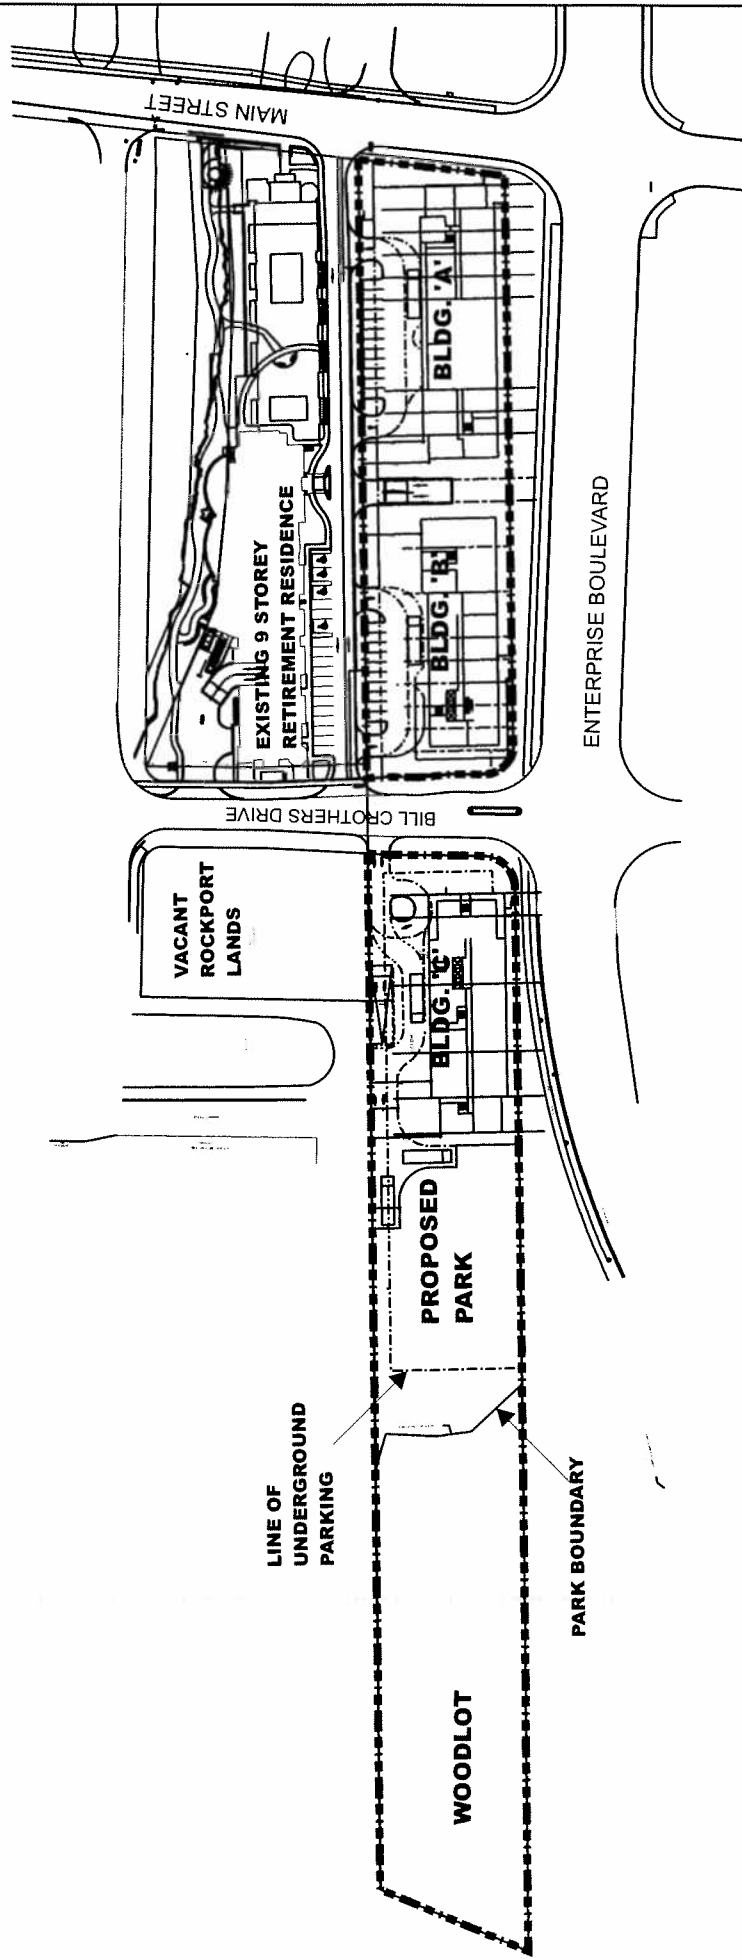 MAIN STREET
BLDG. 'A'
EXISTING 9 STOREY
RETIREMENT RESIDENCE
BLDG. 'B'
ENTERPRISE BOULEVARD
BILL CROTHERS DRIVE
VACANT
ROCKPORT
LANDS
BLDG. 'C'
PROPOSED
PARK
LINE OF
UNDERGROUND
PARKING
PARK BOUNDARY
WOODLOT